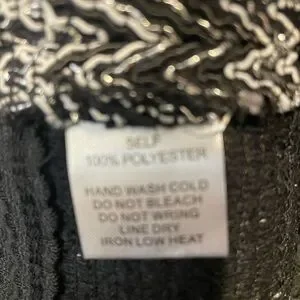 SELF
100% POLYESTER
HAND WASH COLD
DO NOT BLEACH
DO NOT WRING
LINE DRY
IRON LOW HEAT